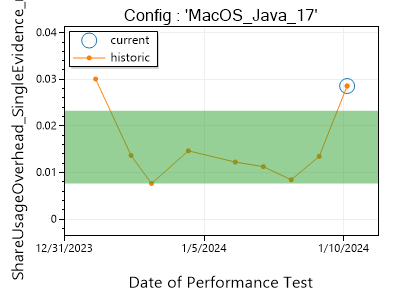 Config : 'MacOS_Java_17'
ShareUsageOverhead_SingleEvidence_
current
historic
0.04
0.03
0.02
0.01
0
12/31/2023
1/5/2024
1/10/2024
Date of Performance Test